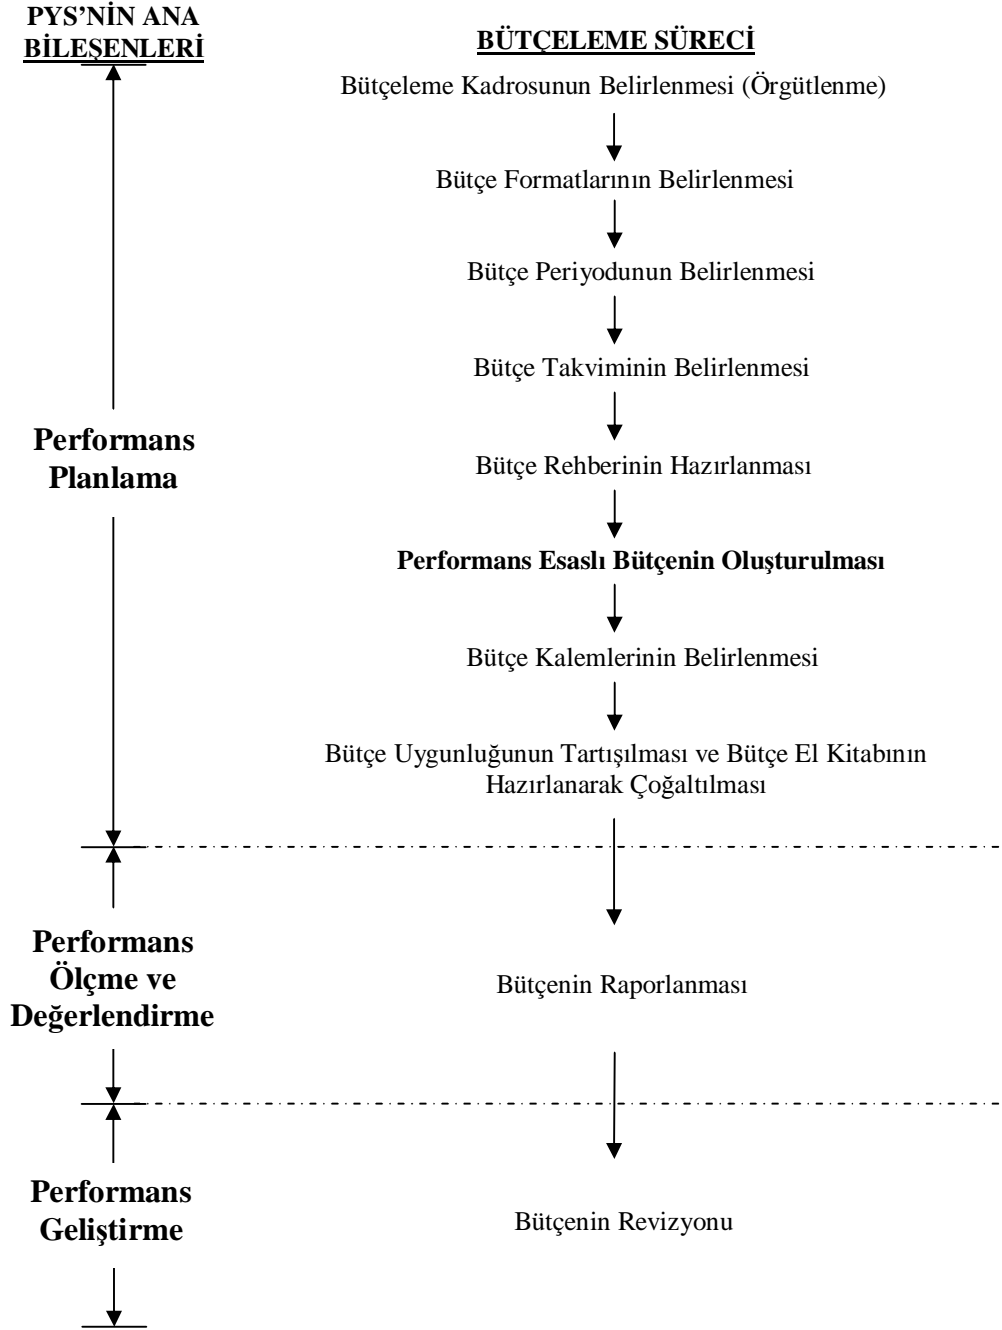 PYS’NİN ANA
BİLEŞENLERİ
BÜTÇELEME SÜRECİ
Bütçeleme Kadrosunun Belirlenmesi (Örgütlenme)
Bütçe Formatlarının Belirlenmesi
Bütçe Periyodunun Belirlenmesi
Bütçe Takviminin Belirlenmesi
Performans
Planlama
Bütçe Rehberinin Hazırlanması
Performans Esaslı Bütçenin Oluşturulması
Bütçe Kalemlerinin Belirlenmesi
Bütçe Uygunluğunun Tartışılması ve Bütçe El Kitabının
Hazırlanarak Çoğaltılması
Performans
Ölçme ve
Değerlendirme
Bütçenin Raporlanması
Performans
Geliştirme
Bütçenin Revizyonu